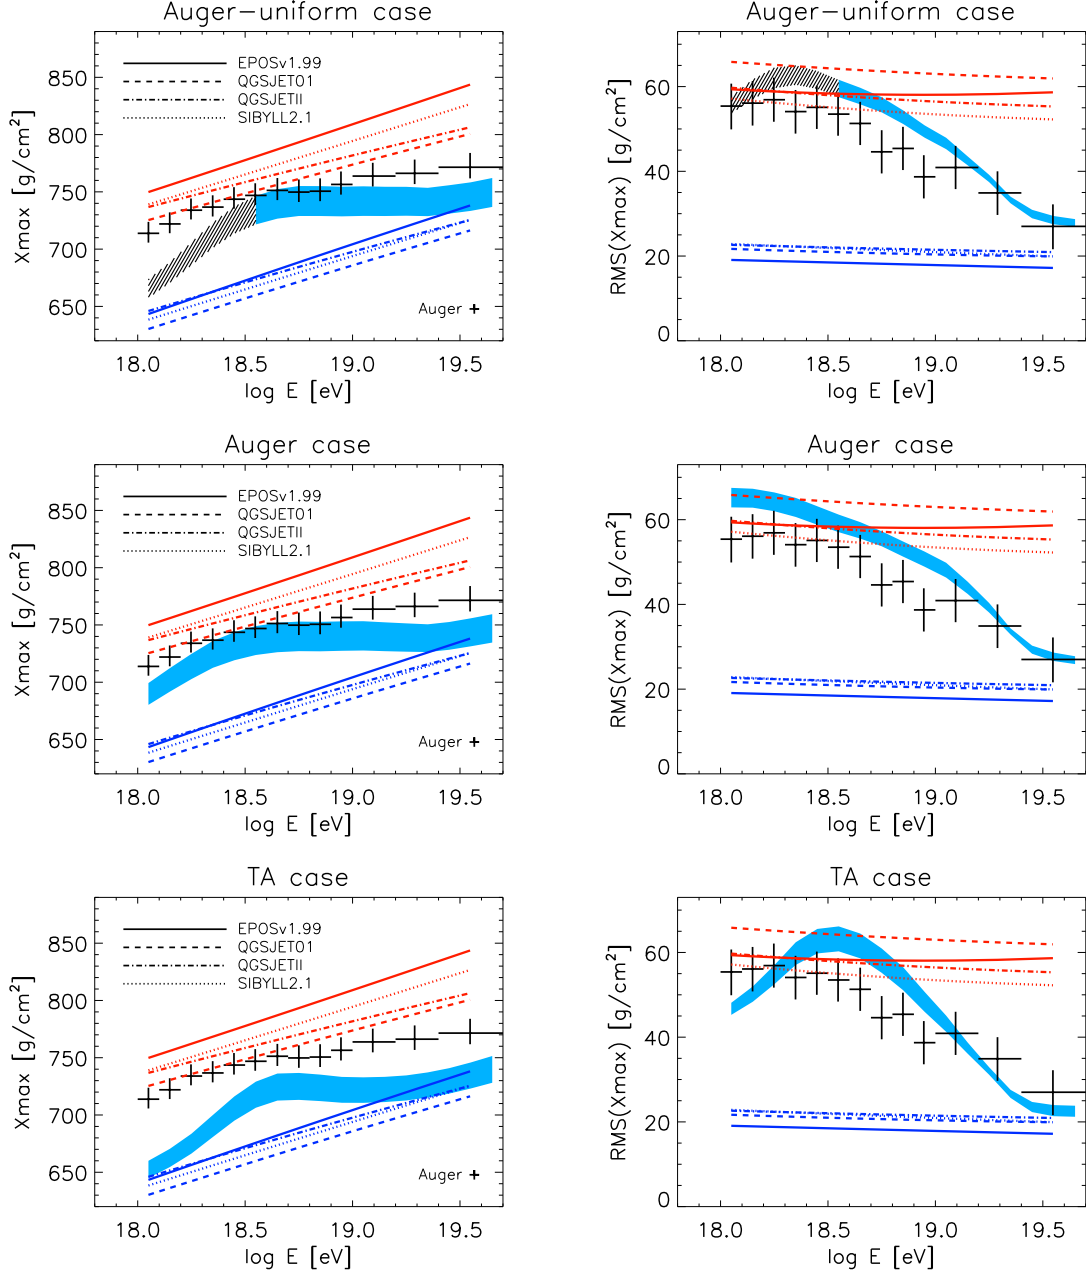 Auger-uniform case
Auger-uniform case
Xmax [g/cm²]
850
800
750
700
650
EPOSv1.99
QGSJET01
QGSJETII
SIBYLL2.1
Auger +
18.0 18.5 19.0 19.5
log E [eV]
RMS(Xmax) [g/cm²]
60
40
20
0
18.0 18.5 19.0 19.5
log E [eV]
Auger case
Auger case
Xmax [g/cm²]
850
800
750
700
650
EPOSv1.99
QGSJET01
QGSJETII
SIBYLL2.1
Auger +
18.0 18.5 19.0 19.5
log E [eV]
RMS(Xmax) [g/cm²]
60
40
20
0
18.0 18.5 19.0 19.5
log E [eV]
TA case
TA case
Xmax [g/cm²]
850
800
750
700
650
EPOSv1.99
QGSJET01
QGSJETII
SIBYLL2.1
Auger +
18.0 18.5 19.0 19.5
log E [eV]
RMS(Xmax) [g/cm²]
60
40
20
0
18.0 18.5 19.0 19.5
log E [eV]